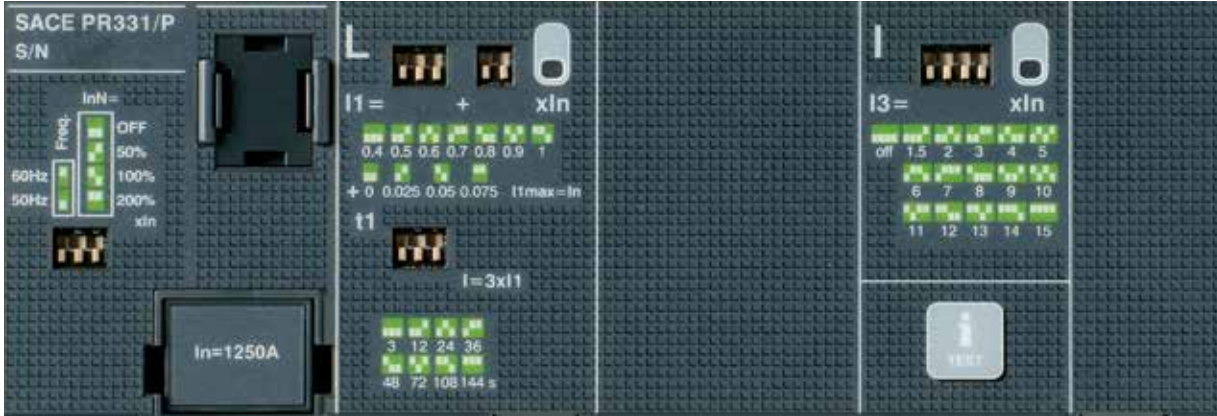 SACE PR331/P
S/N
InN=
Freq.
OFF
50%
60Hz
100%
50Hz
200%
xIn
In=1250A
L
I1= + xIn
0.4 0.5 0.6 0.7 0.8 0.9 1
+ 0 0.025 0.05 0.075 I1max=In
t1
I=3xI1
3 12 24 36
48 72 108 144 s
I
I3= xIn
off 1.5 2 3 4 5
6 7 8 9 10
11 12 13 14 15
i
TEST